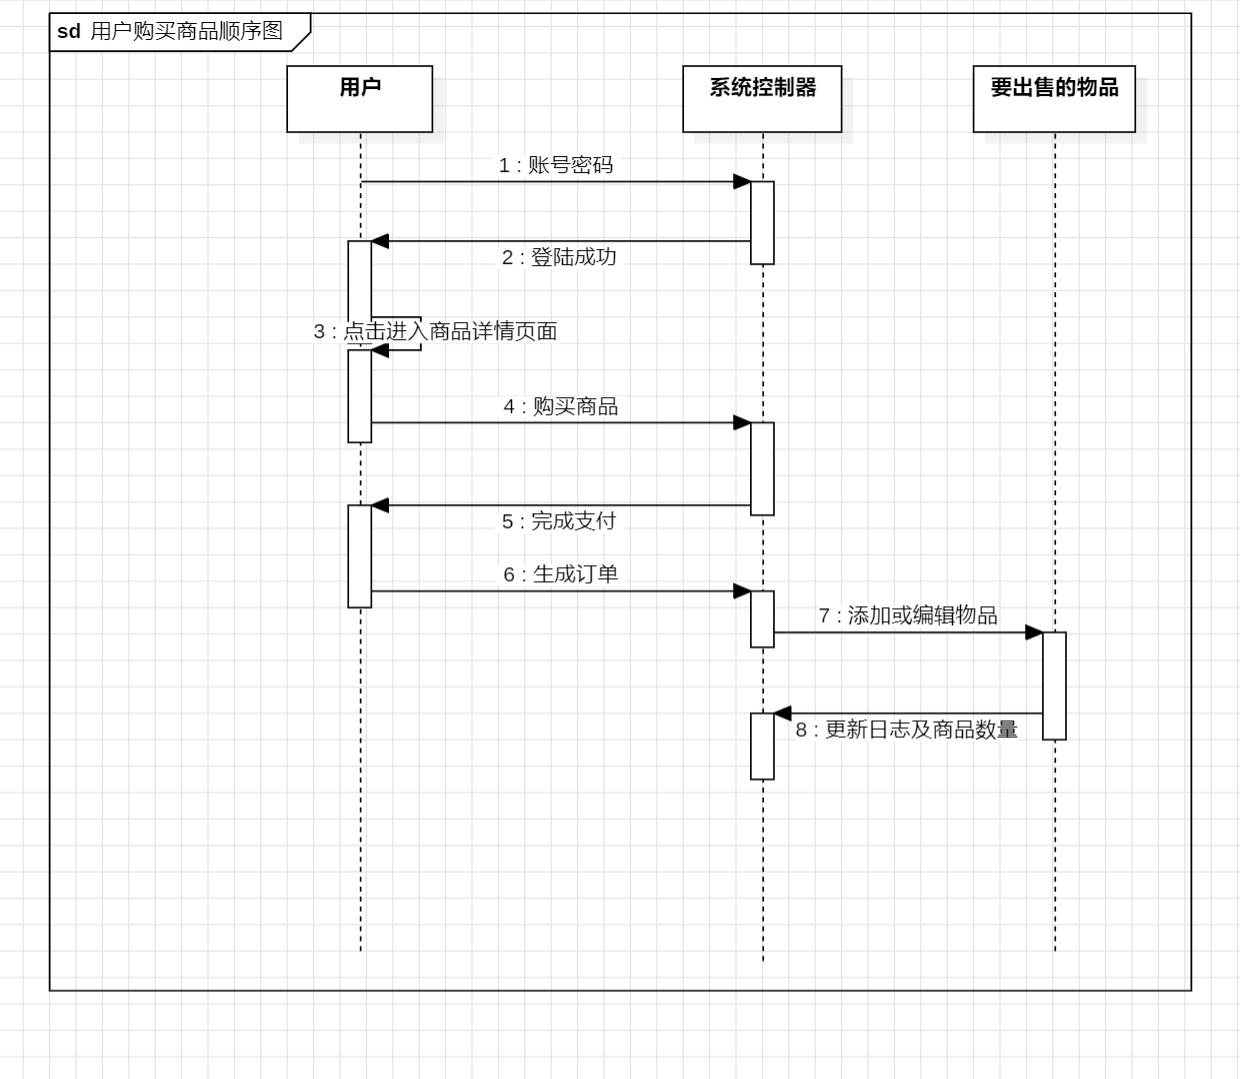 sd 用户购买商品顺序图
用户
系统控制器
要出售的物品
1 : 账号密码
2 : 登陆成功
3 : 点击进入商品详情页面
4 : 购买商品
5 : 完成支付
6 : 生成订单
7 : 添加或编辑物品
8 : 更新日志及商品数量